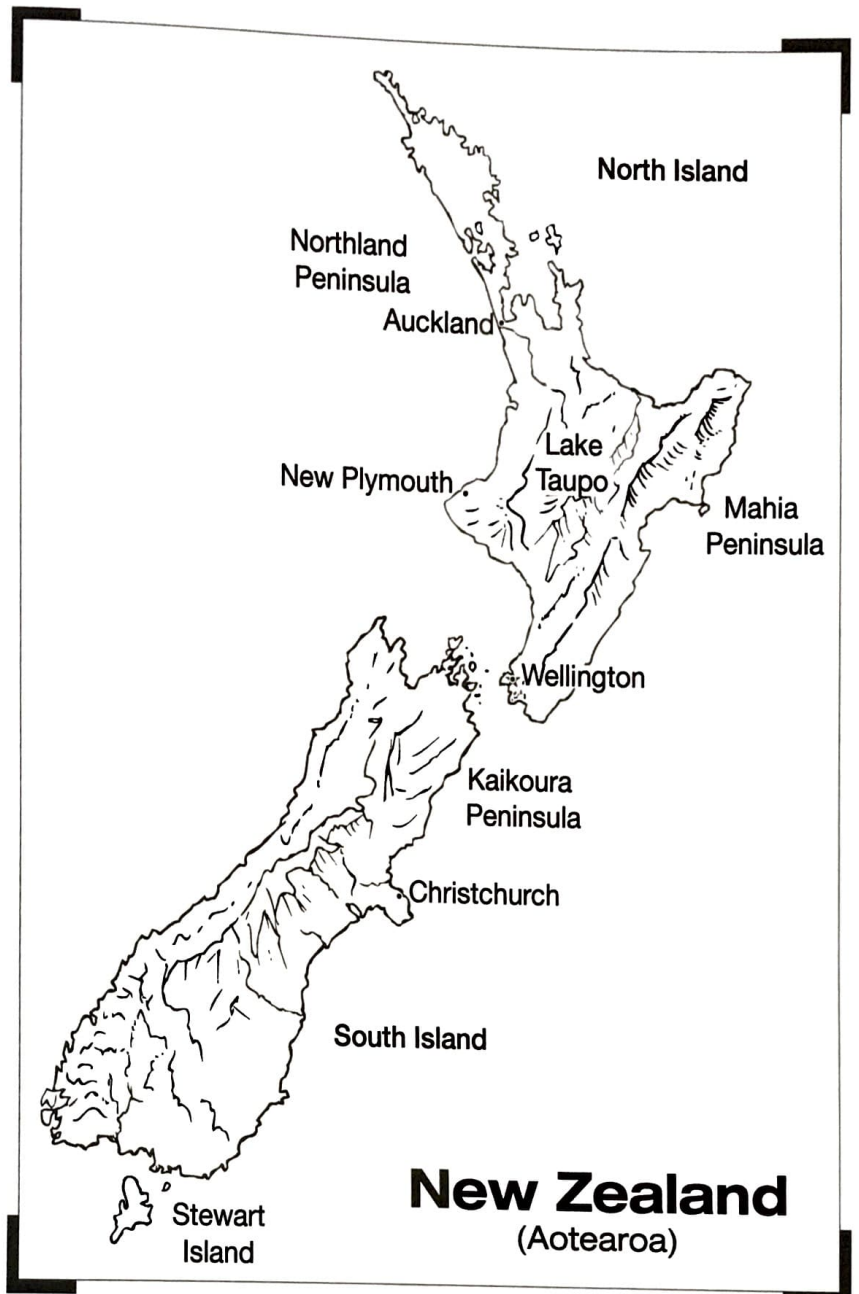 North Island
Northland
Peninsula
Auckland
Lake
Taupo
New Plymouth
Mahia
Peninsula
Wellington
Kaikoura
Peninsula
Christchurch
South Island
New Zealand
(Aotearoa)
Stewart
Island